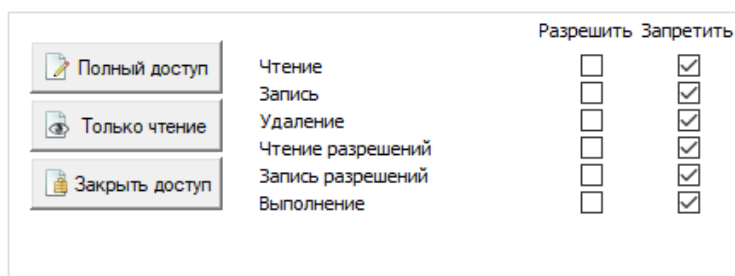 Разрешить Запретить
Полный доступ
Только чтение
Закрыть доступ
Чтение
Запись
Удаление
Чтение разрешений
Запись разрешений
Выполнение